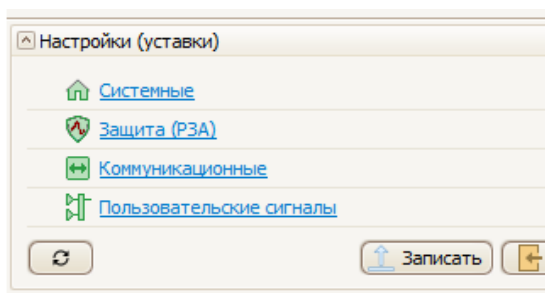 Настройки (уставки)
Системные
Защита (РЗА)
Коммуникационные
Пользовательские сигналы
Записать